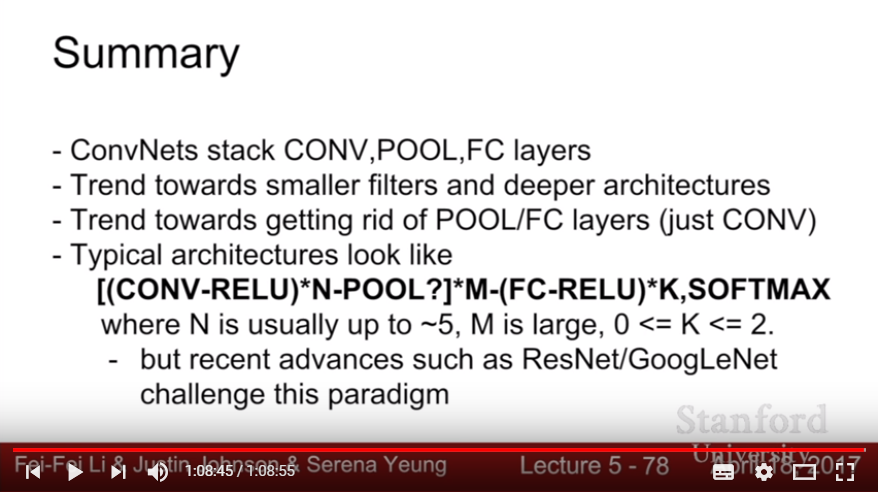 Summary
- ConvNets stack CONV,POOL,FC layers
- Trend towards smaller filters and deeper architectures
- Trend towards getting rid of POOL/FC layers (just CONV)
- Typical architectures look like
[(CONV-RELU)*N-POOL?]*M-(FC-RELU)*K,SOFTMAX
where N is usually up to ~5, M is large, 0 <= K <= 2.
- but recent advances such as ResNet/GoogLeNet
challenge this paradigm
Stanford
University
Fei-Fei Li & Justin Johnson & Serena Yeung
1:08:45 / 1:08:55
Lecture 5 - 78
April 18, 2017